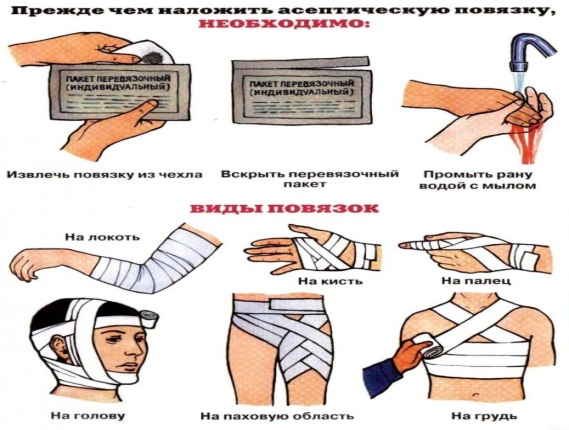 Прежде чем наложить асептическую повязку,
НЕОБХОДИМО:
ПАКЕТ ПЕРЕВЯЗОЧНЫЙ
(ИНДИВИДУАЛЬНЫЙ)
ПАКЕТ ПЕРЕВЯЗОЧНЫЙ
(ИНДИВИДУАЛЬНЫЙ)
Извлечь повязку из чехла
Вскрыть перевязочный
пакет
Промыть рану
водой с мылом
ВИДЫ ПОВЯЗОК
На локоть
На кисть
На палец
На голову
На паховую область
На грудь